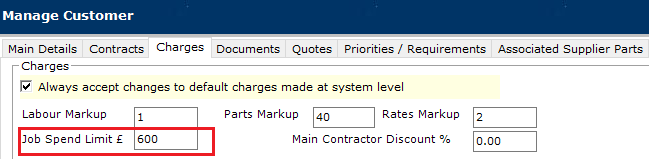 Manage Customer
Main Details Contracts Charges Documents Quotes Priorities / Requirements Associated Supplier Parts
Charges
Always accept changes to default charges made at system level
Labour Markup 1 Parts Markup 40 Rates Markup 2
Job Spend Limit £ 600 Main Contractor Discount % 0.00